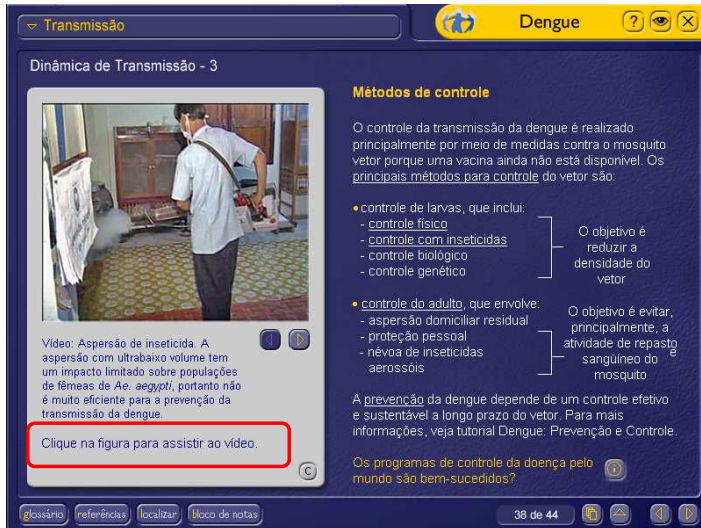 Transmissão
Dengue
?
X
Dinâmica de Transmissão - 3
Vídeo: Aspersão de inseticida. A
aspersão com ultrabaixo volume tem
um impacto limitado sobre populações
de fêmeas de Ae. aegypti, portanto não
é muito eficiente para a prevenção da
transmissão da dengue.
Clique na figura para assistir ao vídeo.
C
Métodos de controle
O controle da transmissão da dengue é realizado
principalmente por meio de medidas contra o mosquito
vetor porque uma vacina ainda não está disponível. Os
principais métodos para controle do vetor são:
•controle de larvas, que inclui:
- controle físico
- controle com inseticidas
- controle biológico
- controle genético
O objetivo é
reduzir a
densidade do
vetor
• controle do adulto, que envolve:
- aspersão domiciliar residual
- proteção pessoal
- névoa de inseticidas
aerossóis
O objetivo é evitar,
principalmente, a
atividade de repasto
e
sangüíneo do
mosquito
A prevenção da dengue depende de um controle efetivo
e sustentável a longo prazo do vetor. Para mais
informações, veja tutorial Dengue: Prevenção e Controle.
Os programas de controle da doença pelo
mundo são bem-sucedidos?
i
glossário referências localizar bloco de notas
38 de 44